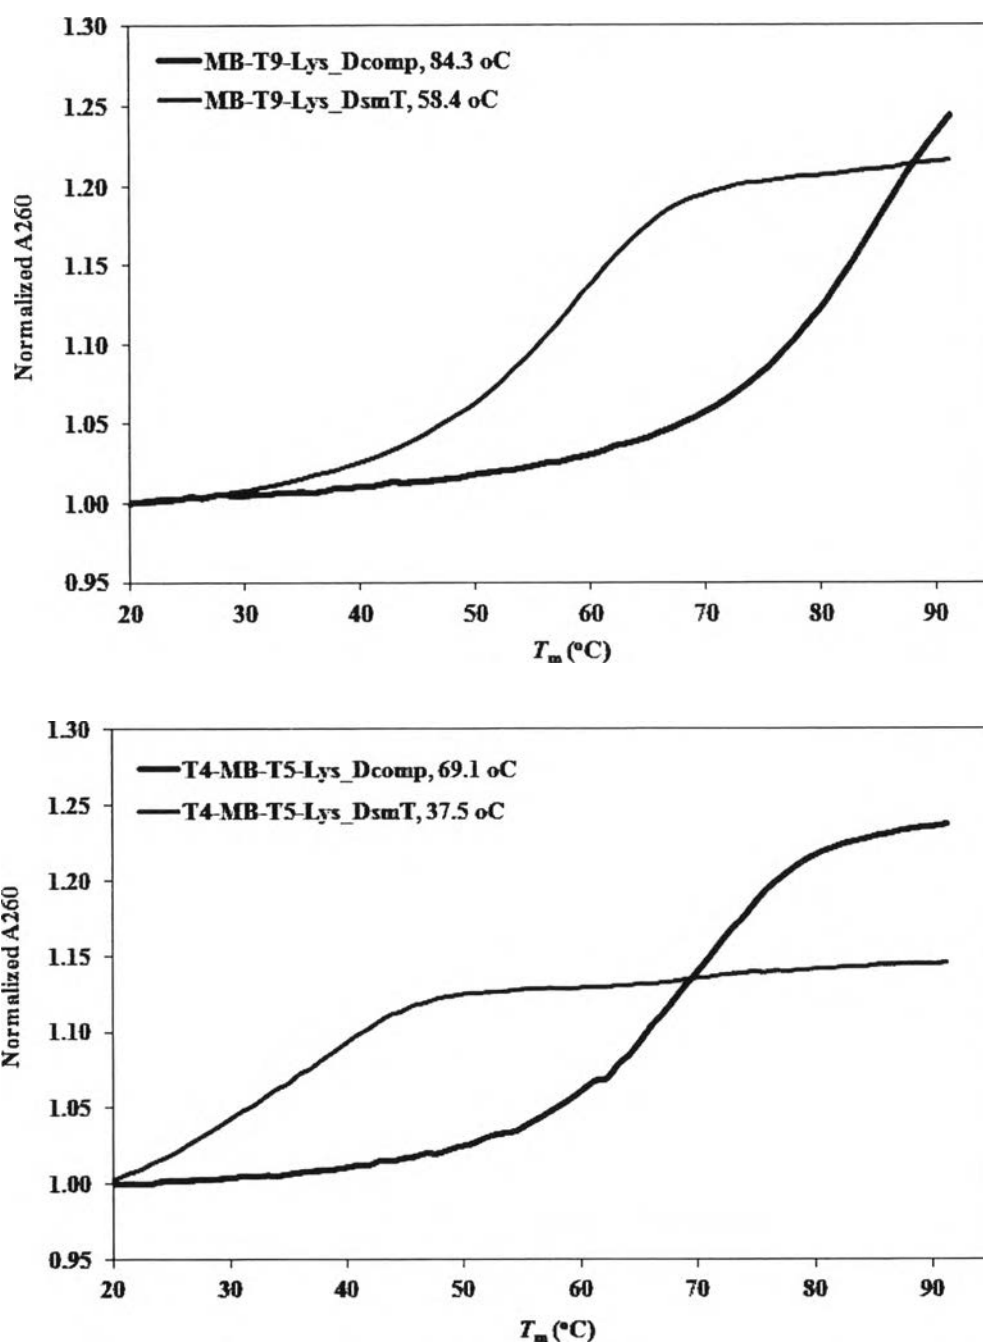 1.30
MB-T9-Lys_Dcomp, 84.3 oC
MB-T9-Lys_DsmT, 58.4 oC
1.25
1.20
1.15
1.10
1.05
1.00
0.95
Normalized A260
20 30 40 50 60 70 80 90
Tm (°C)
1.30
T4-MB-T5-Lys_Dcomp, 69.1 oC
T4-MB-T5-Lys_DsmT, 37.5 oC
1.25
1.20
1.15
1.10
1.05
1.00
0.95
Normalized A260
20 30 40 50 60 70 80 90
Tm (°C)